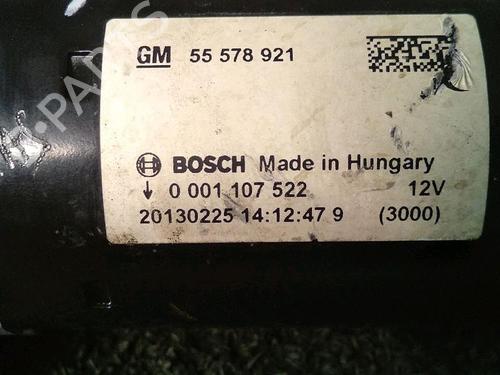 GM 55 578 921
BOSCH Made in Hungary
0 001 107 522 12V
20130225 14:12:47 9 (3000)